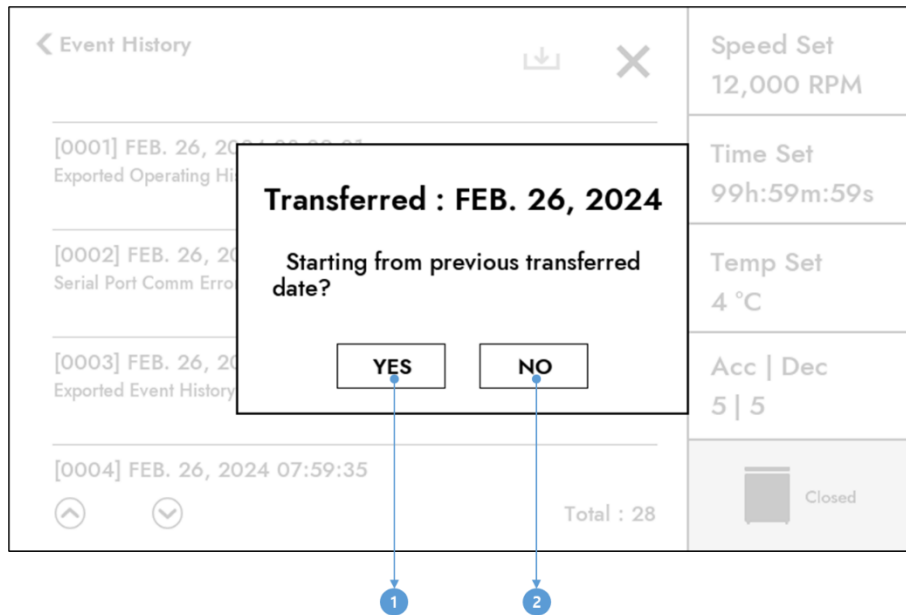 Event History
[0001] FEB. 26, 20
Exported Operating His
[0002] FEB. 26, 20
Serial Port Comm Erro
[0003] FEB. 26, 20
Exported Event History
[0004] FEB. 26, 2024 07:59:35
Total : 28
Transferred : FEB. 26, 2024
Starting from previous transferred
date?
YES NO
Speed Set
12,000 RPM
Time Set
99h:59m:59s
Temp Set
4 °C
Acc | Dec
5 | 5
Closed
1 2